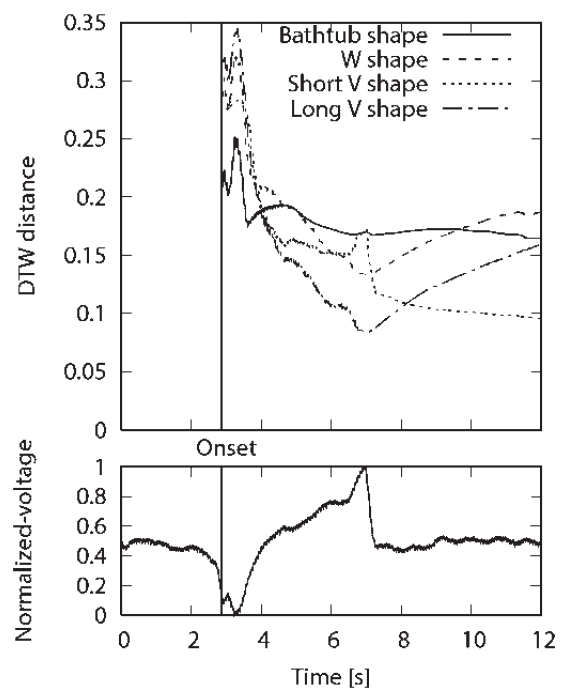 0.35
0.3
0.25
0.2
0.15
0.1
0.05
0
DTW distance
Bathtub shape
W shape
Short V shape
Long V shape
Onset
1
0.8
0.6
0.4
0.2
0
Normalized-voltage
0 2 4 6 8 10 12
Time [s]